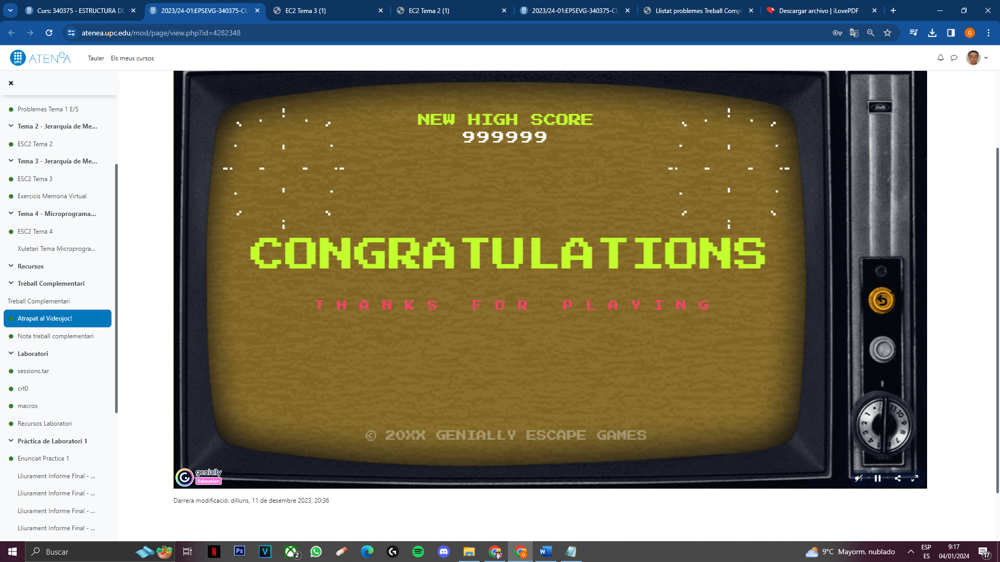 Curs: 340375 - ESTRUCTURA DE
2023/24-01:EPSEVG-340375-CU
EC2 Tema 3 (1)
EC2 Tema 2 (1)
2023/24-01:EPSEVG-340375-CU
Llistat problemes Treball Compl
Descargar archivo | iLovePDF
atenea.upc.edu/mod/page/view.php?id=4282348
G
UPC
ATENeA
Tauler
Els meus cursos
Problemes Tema 1 E/S
Tema 2 - Jerarquía de Me...
ESC2 Tema 2
Tema 3 - Jerarquía de Me...
ESC2 Tema 3
Exercicis Memoria Virtual
Tema 4 - Microprograma...
ESC2 Tema 4
Xuletari Tema Microprogra...
Recursos
Treball Complementari
Treball Complementari
Atrapat al Videojoc!
Nota treball complementari
Laboratori
sessions.tar
crt0
macros
Recursos Laboratori
Pràctica de Laboratori 1
Enunciat Practica 1
Lliurament Informe FInal - ...
Lliurament Informe Final - ...
Lliurament Informe Final - ...
Lliurament Informe Final - ...
NEW HIGH SCORE
999999
CONGRATULATIONS
THANKS FOR PLAYING
© 20XX GENIALLY ESCAPE GAMES
genially
Education
Darrera modificació: dilluns, 11 de desembre 2023, 20:36
Buscar
9°C Mayorm. nublado
ESP
ES
9:17
04/01/2024
17